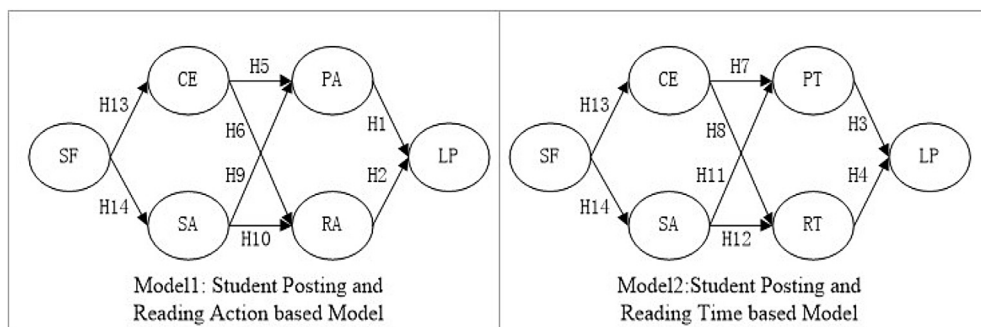 CE
H5
PA
H13
H6
H1
SF
LP
H9
H2
H14
SA
H10
RA
Model1: Student Posting and
Reading Action based Model
CE
H7
PT
H13
H8
H3
SF
LP
H11
H4
H14
SA
H12
RT
Model2:Student Posting and
Reading Time based Model